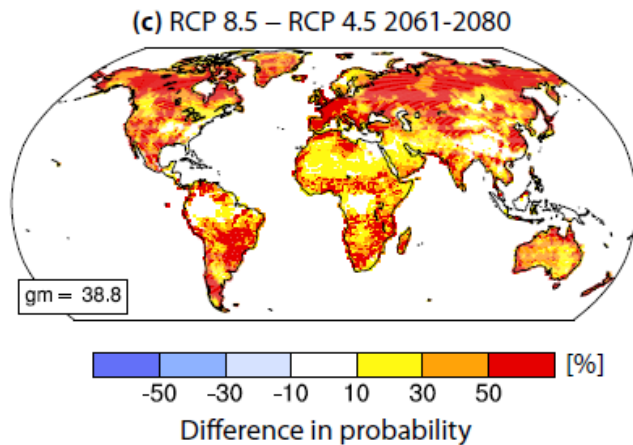 (c) RCP 8.5 – RCP 4.5 2061-2080
gm = 38.8
[%]
-50 -30 -10 10 30 50
Difference in probability